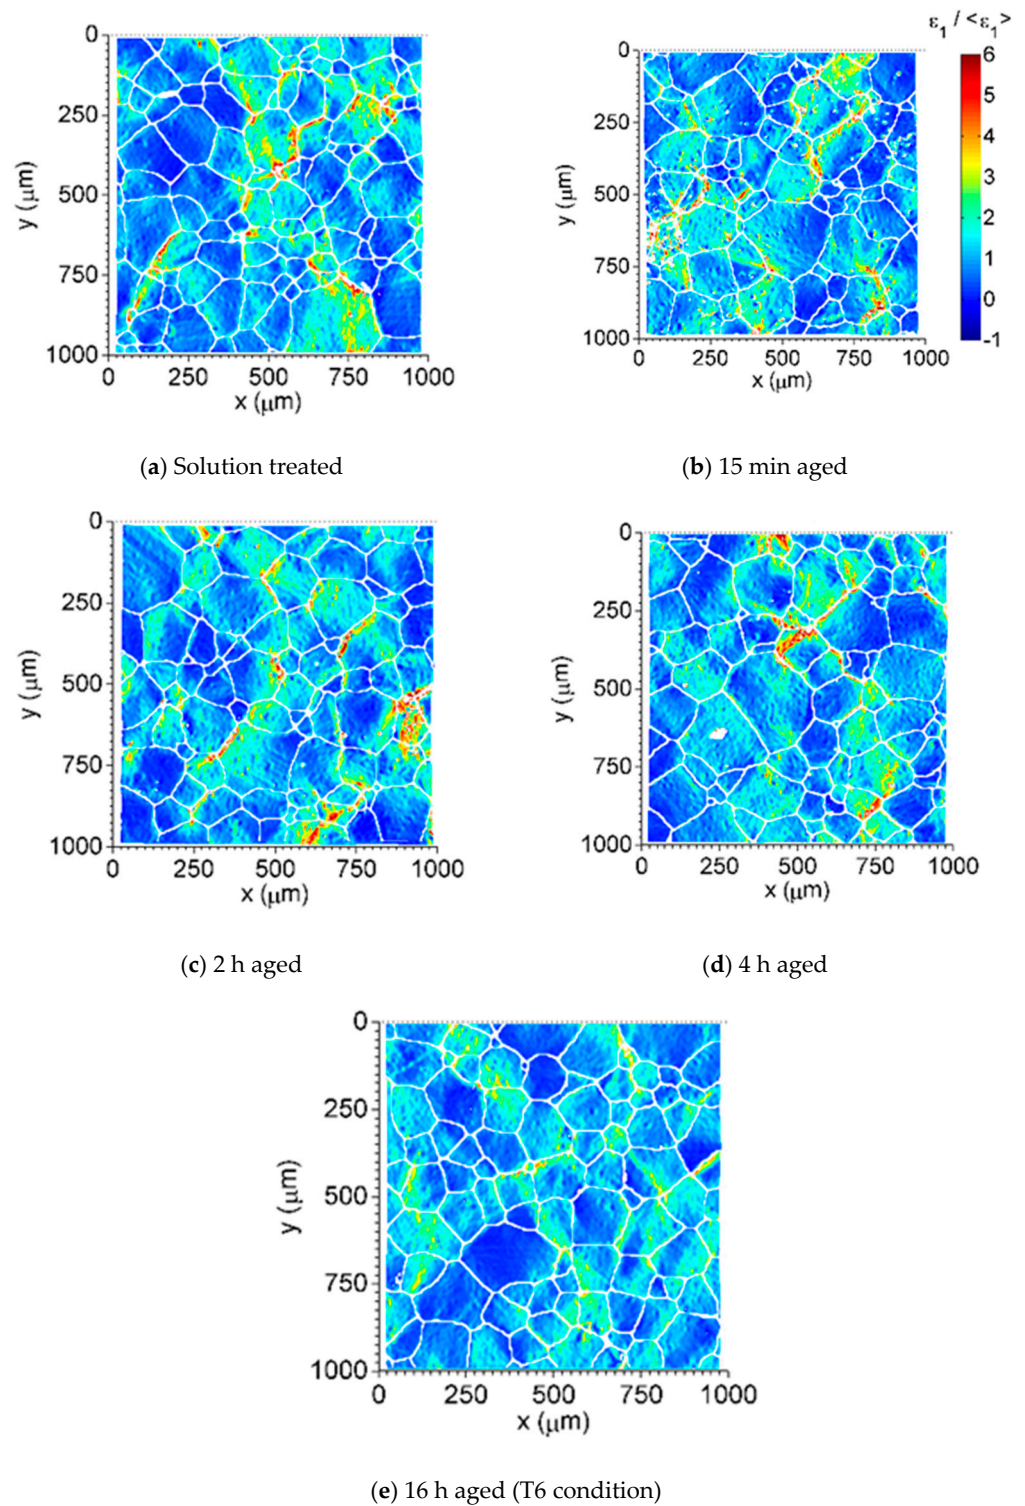 ε1 / <ε1>
0
250
500
750
1000
y (μm)
0 250 500 750 1000
x (μm)
0
250
500
750
1000
y (μm)
0 250 500 750 1000
x (μm)
6
5
4
3
2
1
0
-1
(a) Solution treated
(b) 15 min aged
0
250
500
750
1000
y (μm)
0 250 500 750 1000
x (μm)
0
250
500
750
1000
y (μm)
0 250 500 750 1000
x (μm)
(c) 2 h aged
(d) 4 h aged
0
250
500
750
1000
y (μm)
0 250 500 750 1000
x (μm)
(e) 16 h aged (T6 condition)